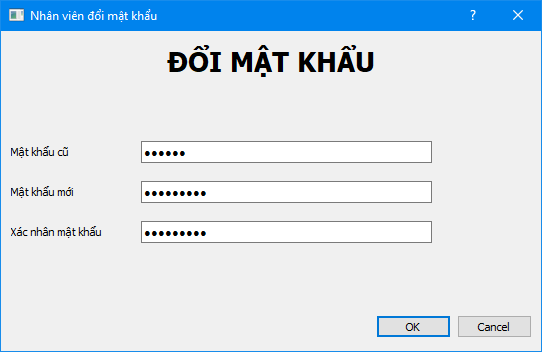 Nhân viên đổi mật khẩu
ĐỔI MẬT KHẨU
Mật khẩu cũ ••••••
Mật khẩu mới •••••••••
Xác nhân mật khẩu •••••••••
OK Cancel